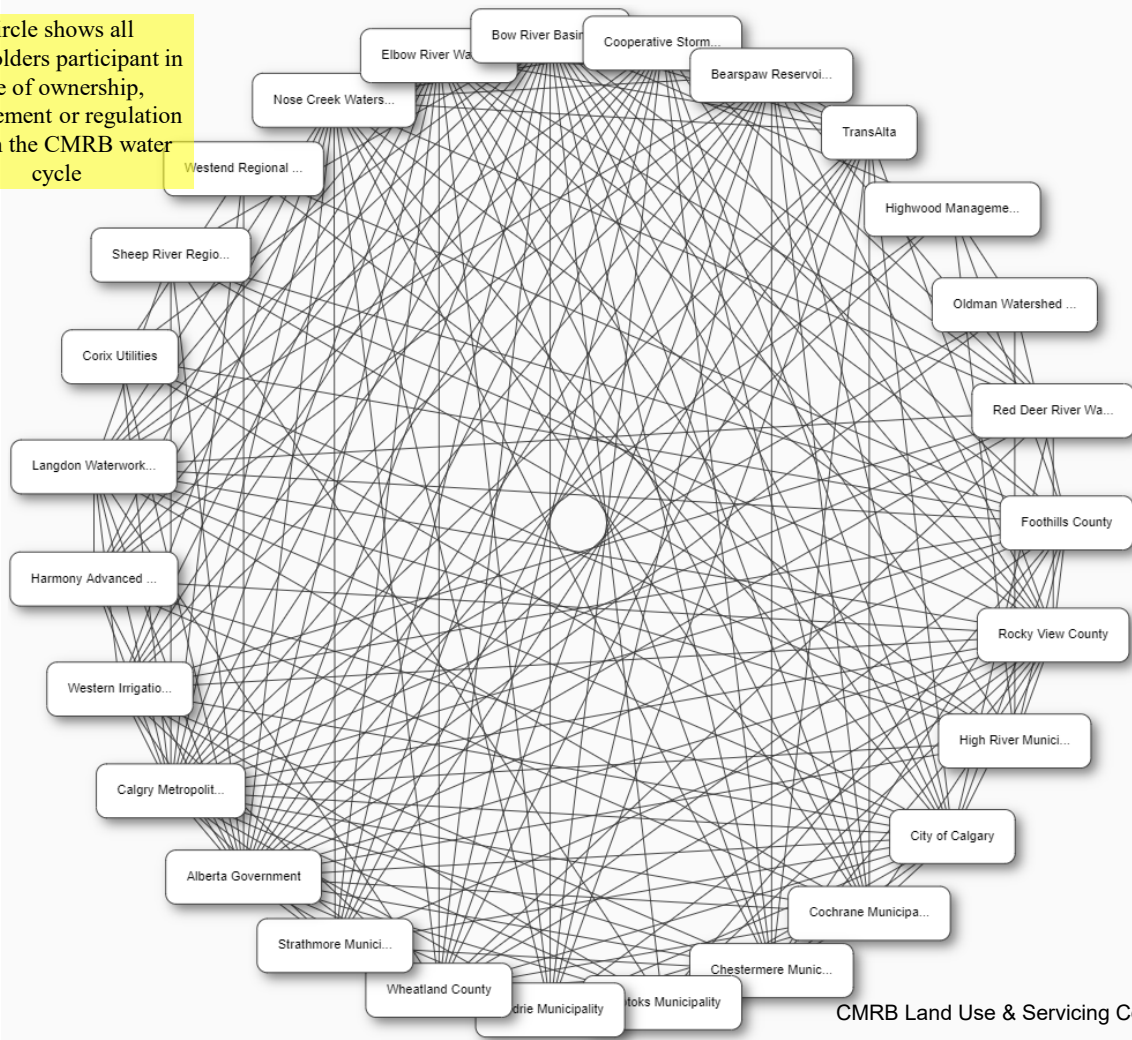 ircle shows all
olders participant in
e of ownership,
ement or regulation
n the CMRB water
cycle
Bow River Basin
Cooperative Storm...
Elbow River Wa
Bearspaw Reservoi...
Nose Creek Waters...
TransAlta
Westend Regional ...
Highwood Manageme...
Sheep River Regio...
Oldman Watershed ...
Corix Utilities
Red Deer River Wa...
Langdon Waterwork...
Foothills County
Harmony Advanced ...
Rocky View County
Western Irrigatio...
High River Munici...
Calgry Metropolit...
City of Calgary
Alberta Government
Cochrane Municipa...
Strathmore Munici...
Chestermere Munic...
Wheatland County
drie Municipality
toks Municipality
CMRB Land Use & Servicing C